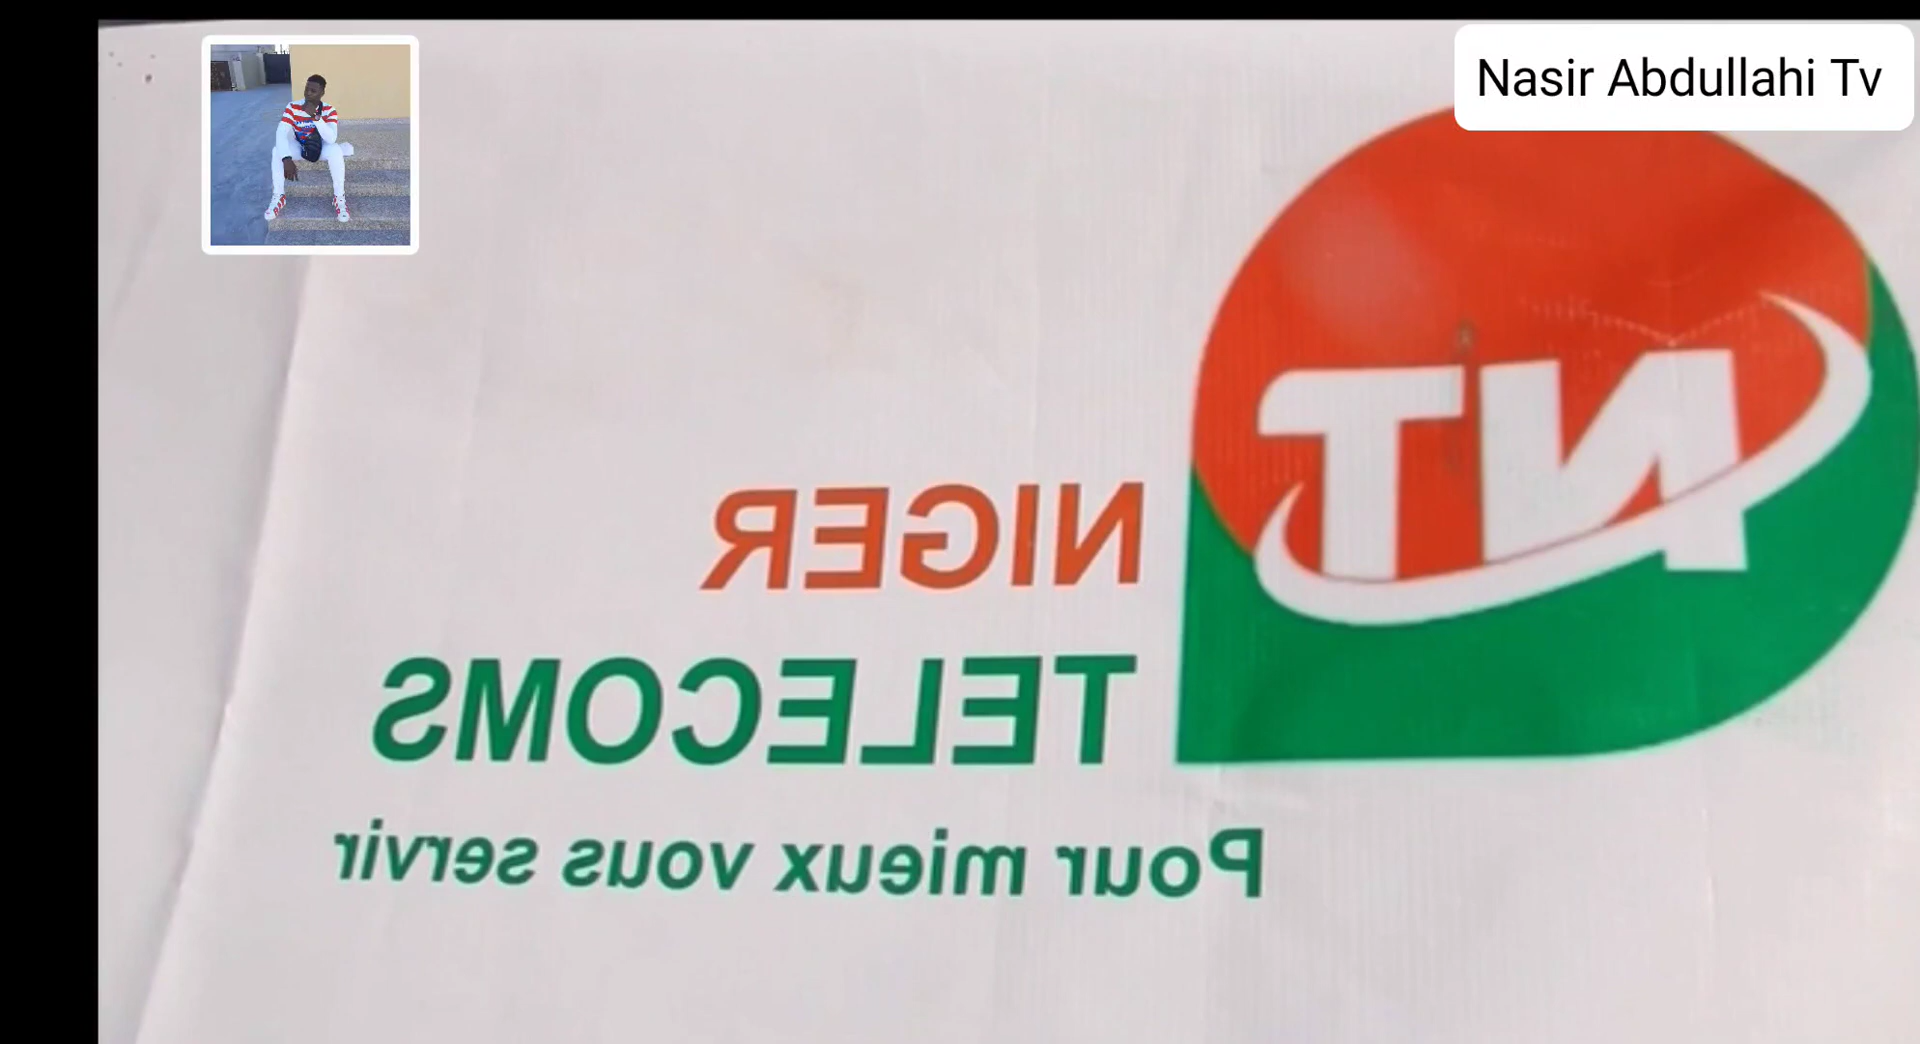 Nasir Abdullahi Tv
NT
NIGER
TELECOMS
Pour mieux vous servir